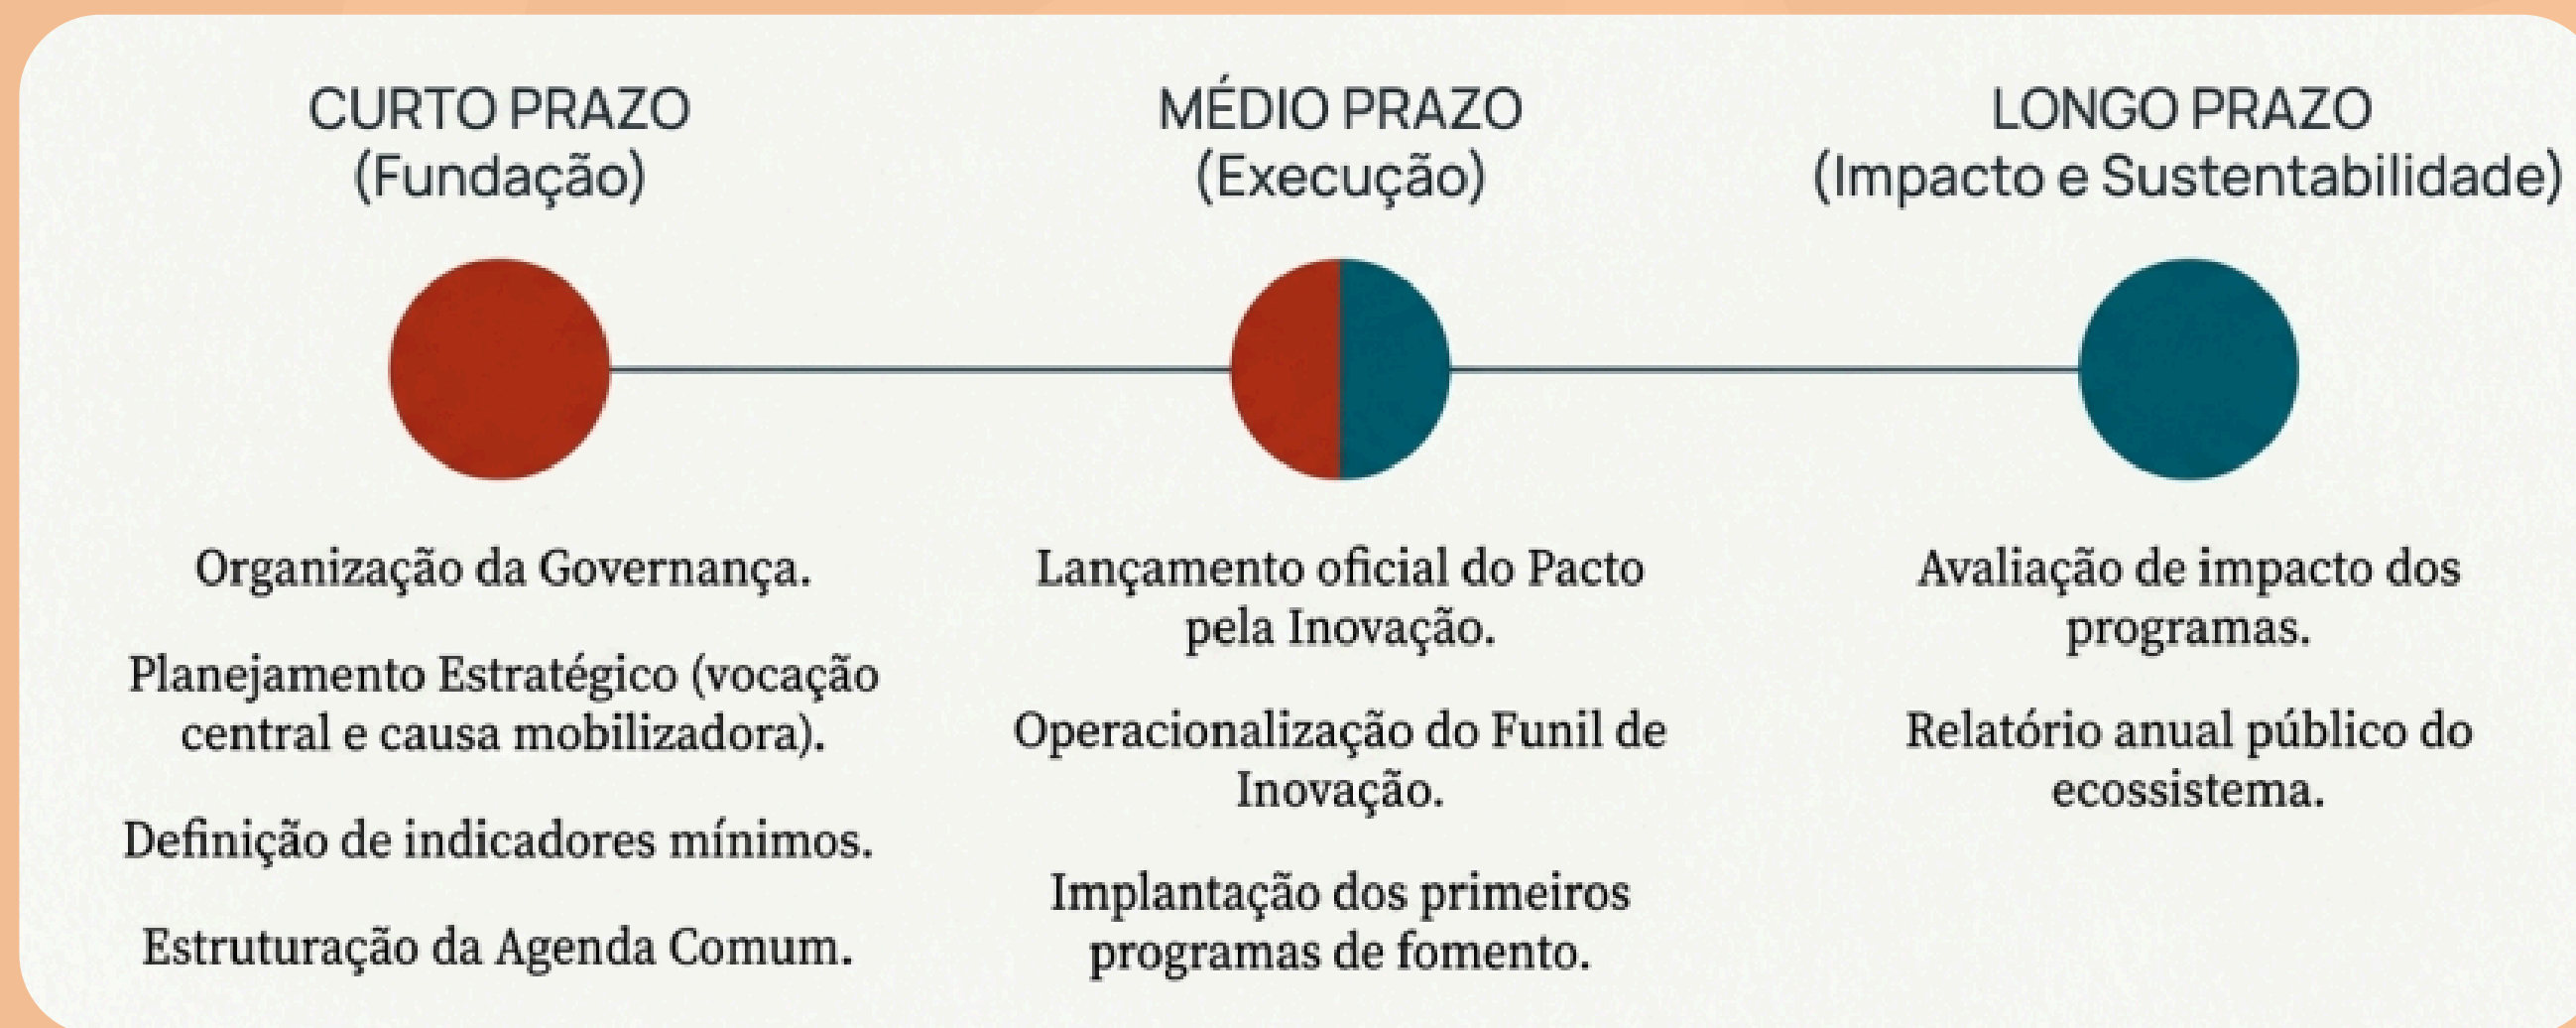 CURTO PRAZO
(Fundação)
Organização da Governança.
Planejamento Estratégico (vocação
central e causa mobilizadora).
Definição de indicadores mínimos.
Estruturação da Agenda Comum.
MÉDIO PRAZO
(Execução)
Lançamento oficial do Pacto
pela Inovação.
Operacionalização do Funil de
Inovação.
Implantação dos primeiros
programas de fomento.
LONGO PRAZO
(Impacto e Sustentabilidade)
Avaliação de impacto dos
programas.
Relatório anual público do
ecossistema.